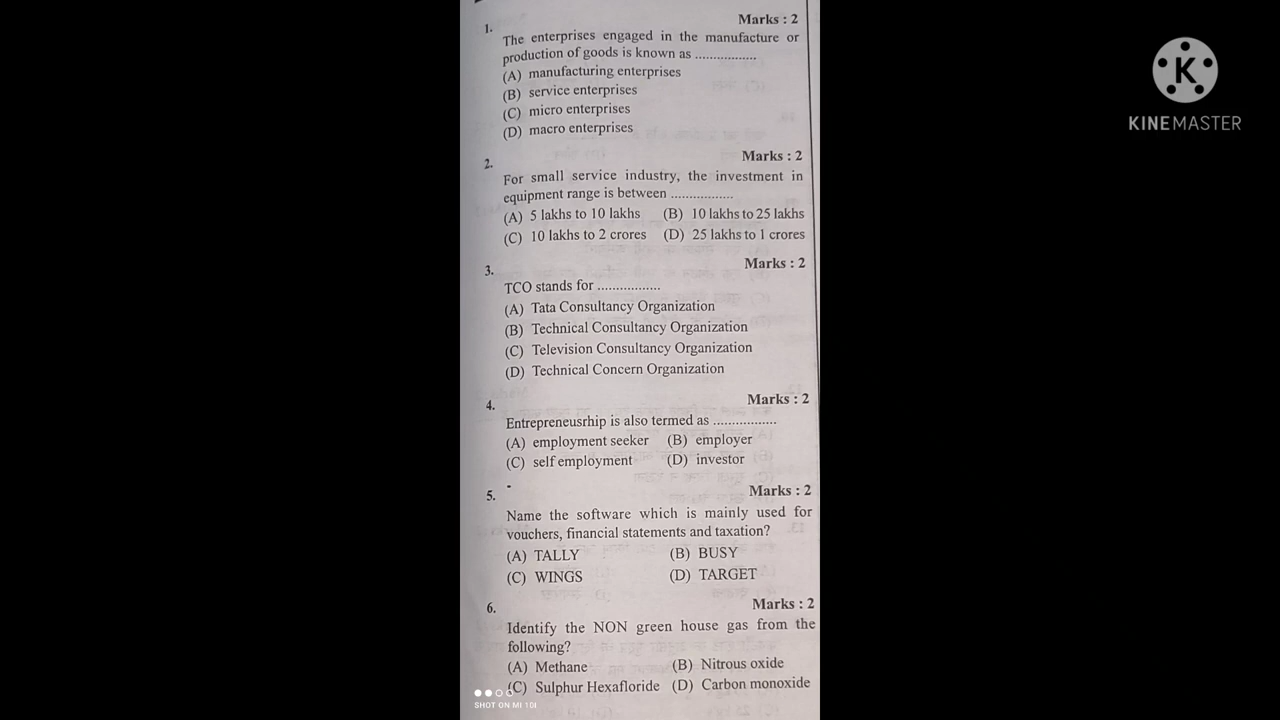 1.
Marks : 2
The enterprises engaged in the manufacture or
production of goods is known as ................
(A) manufacturing enterprises
(B) service enterprises
(C) micro enterprises
(D) macro enterprises
2.
Marks : 2
For small service industry, the investment in
equipment range is between .................
(A) 5 lakhs to 10 lakhs (B) 10 lakhs to 25 lakhs
(C) 10 lakhs to 2 crores (D) 25 lakhs to 1 crores
3.
Marks : 2
TCO stands for .................
(A) Tata Consultancy Organization
(B) Technical Consultancy Organization
(C) Television Consultancy Organization
(D) Technical Concern Organization
4.
Marks : 2
Entrepreneusrhip is also termed as .................
(A) employment seeker (B) employer
(C) self employment (D) investor
5.
Marks : 2
Name the software which is mainly used for
vouchers, financial statements and taxation?
(A) TALLY (B) BUSY
(C) WINGS (D) TARGET
6.
Marks : 2
Identify the NON green house gas from the
following?
(A) Methane (B) Nitrous oxide
(C) Sulphur Hexafloride (D) Carbon monoxide
SHOT ON MI 10I
K
KINEMASTER